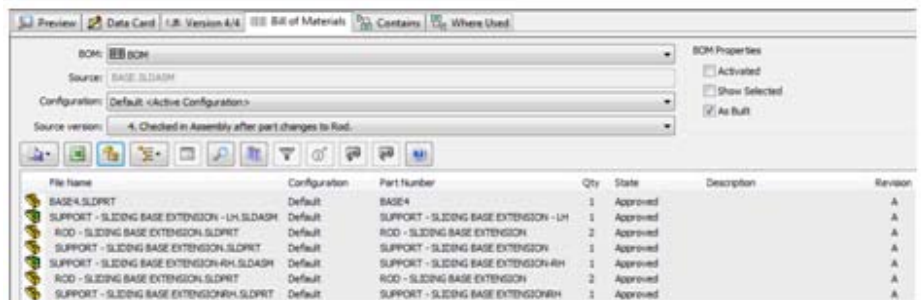 Preview Data Card Version 4/4 Bill of Materials Contains Where Used
BOM: BOM
BOM Properties
Source: BASE.SLDASM
Activated
Configuration: Default <Active Configuration>
Show Selected
As Built
Source version: 4. Checked in Assembly after part changes to Rod.
File Name Configuration Part Number Qty State Description Revision
BASE4.SLDPRT Default BASE4 1 Approved A
SUPPORT - SLIDING BASE EXTENSION - LH.SLDASM Default SUPPORT - SLIDING BASE EXTENSION - LH 1 Approved A
ROD - SLIDING BASE EXTENSION.SLDPRT Default ROD - SLIDING BASE EXTENSION 2 Approved A
SUPPORT - SLIDING BASE EXTENSION.SLDPRT Default SUPPORT - SLIDING BASE EXTENSION 1 Approved A
SUPPORT - SLIDING BASE EXTENSION-RH.SLDASM Default SUPPORT - SLIDING BASE EXTENSION-RH 1 Approved A
ROD - SLIDING BASE EXTENSION.SLDPRT Default ROD - SLIDING BASE EXTENSION 2 Approved A
SUPPORT - SLIDING BASE EXTENSIONRH.SLDPRT Default SUPPORT - SLIDING BASE EXTENSIONRH 1 Approved A